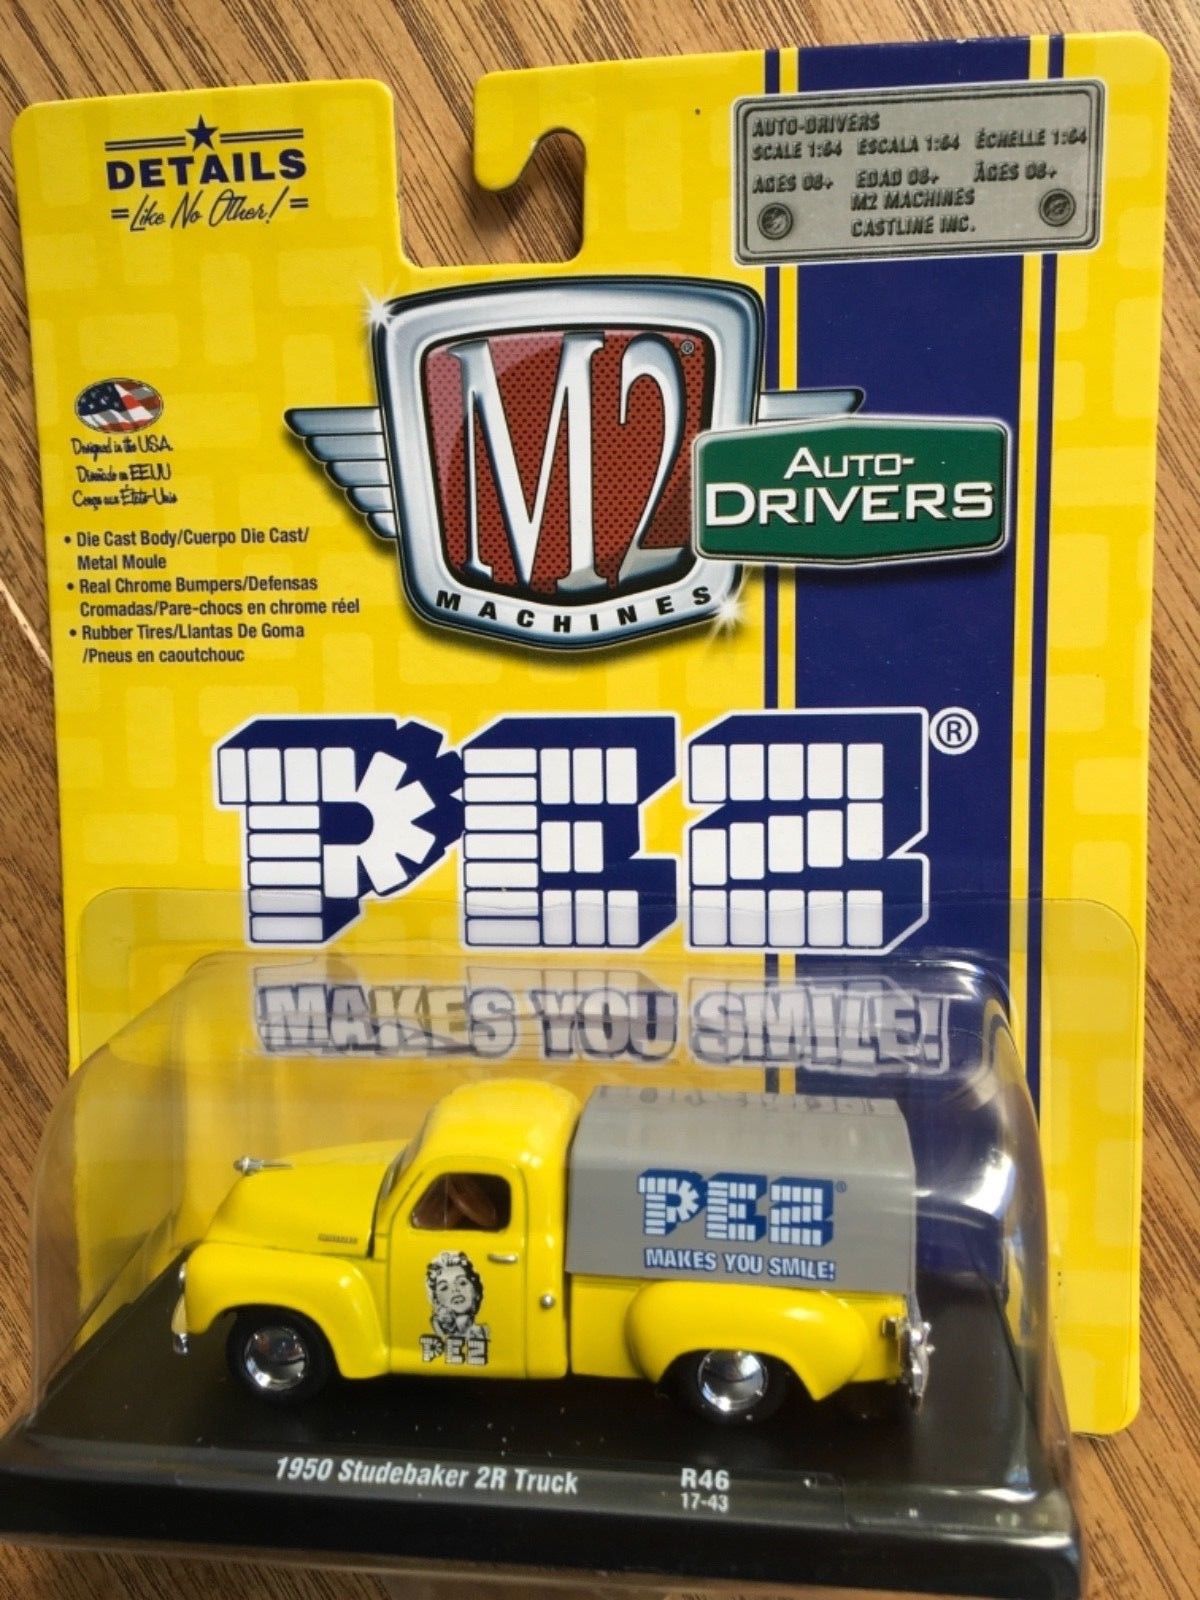 DETAILS
Like No Other!
AUTO-DRIVERS
SCALE 1:64 ESCALA 1:64 ÉCHELLE 1:64
AGES 08+ EDAD 08+ ÂGES 08+
M2 MACHINES
CASTLINE INC.
M2®
MACHINES
AUTO-
DRIVERS
Designed in the USA.
Diseñado en EEUU
Conçu aux États-Unis
• Die Cast Body/Cuerpo Die Cast/
Metal Moule
• Real Chrome Bumpers/Defensas
Cromadas/Pare-chocs en chrome réel
• Rubber Tires/Llantas De Goma
/Pneus en caoutchouc
PEZ®
MAKES YOU SMILE!
PEZ®
MAKES YOU SMILE!
PEZ
1950 Studebaker 2R Truck R46
17-43